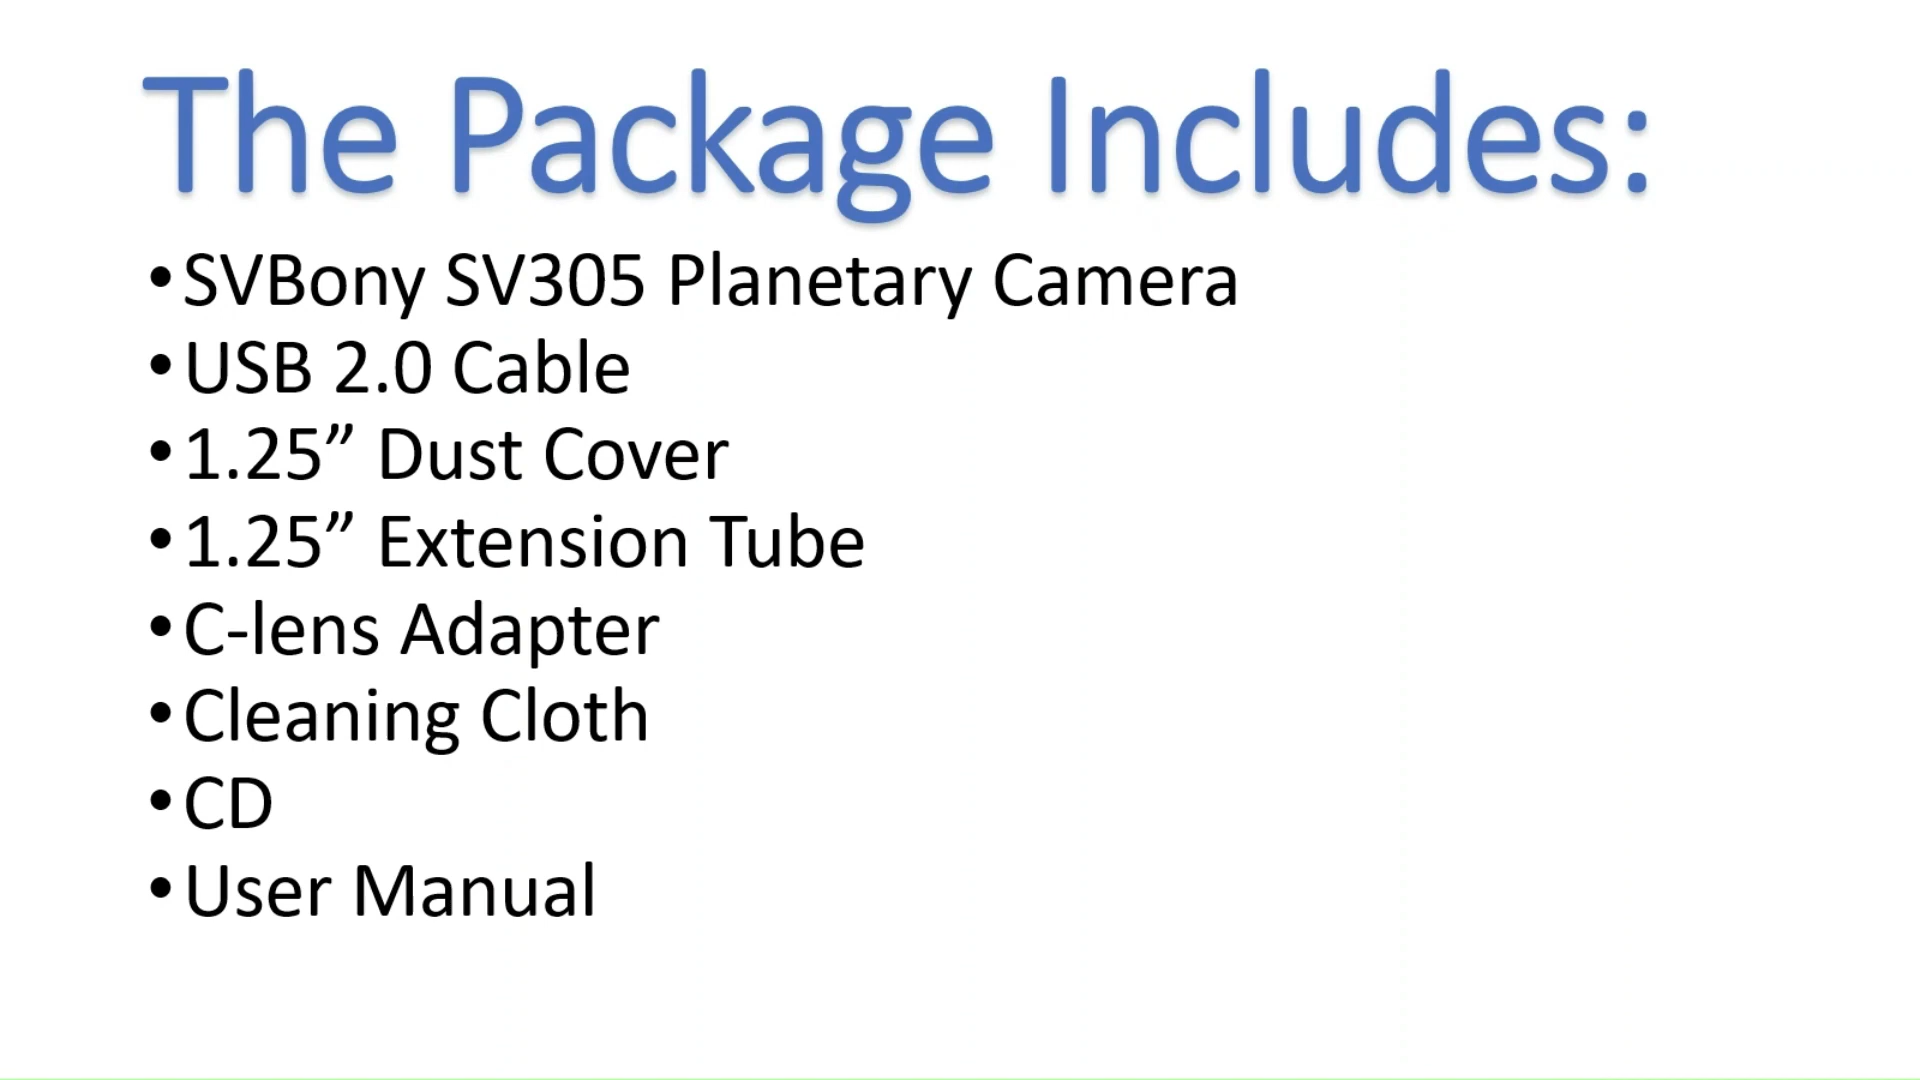 The Package Includes:
•SVBony SV305 Planetary Camera
•USB 2.0 Cable
•1.25” Dust Cover
•1.25” Extension Tube
•C-lens Adapter
•Cleaning Cloth
•CD
•User Manual